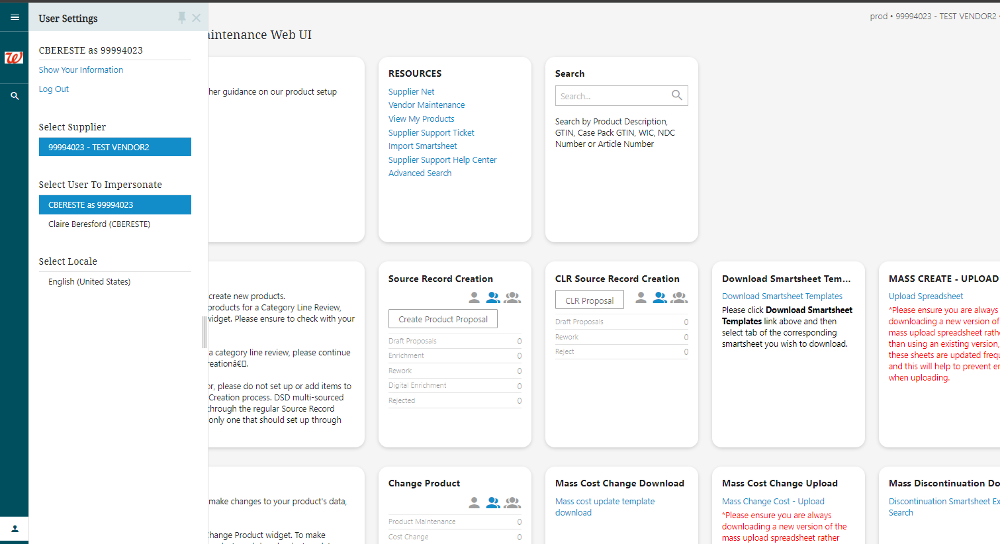 User Settings
CBERESTE as 99994023
Show Your Information
Log Out
Select Supplier
99994023 - TEST VENDOR2
Select User To Impersonate
CBERESTE as 99994023
Claire Beresford (CBERESTE)
Select Locale
English (United States)
prod • 99994023 - TEST VENDOR2
aintenance Web UI
her guidance on our product setup
RESOURCES
Supplier Net
Vendor Maintenance
View My Products
Supplier Support Ticket
Import Smartsheet
Supplier Support Help Center
Advanced Search
Search
Search...
Search by Product Description,
GTIN, Case Pack GTIN, WIC, NDC
Number or Article Number
create new products.
products for a Category Line Review,
widget. Please ensure to check with your
a category line review, please continue
reationâ€.
or, please do not set up or add items to
Creation process. DSD multi-sourced
through the regular Source Record
only one that should set up through
Source Record Creation
Create Product Proposal
Draft Proposals 0
Enrichment 0
Rework 0
Digital Enrichment 0
Rejected 0
CLR Source Record Creation
CLR Proposal
Draft Proposals 0
Rework 0
Reject 0
Download Smartsheet Tem...
Download Smartsheet Templates
Please click Download Smartsheet
Templates link above and then
select tab of the corresponding
smartsheet you wish to download.
MASS CREATE - UPLOAD
Upload Spreadsheet
*Please ensure you are always
downloading a new version of
mass upload spreadsheet rathe
than using an existing version,
these sheets are updated frequ
and this will help to prevent er
when uploading.
make changes to your product's data,
Change Product widget. To make
Change Product
Product Maintenance 0
Cost Change 0
Mass Cost Change Download
Mass cost update template
download
Mass Cost Change Upload
Mass Change Cost - Upload
*Please ensure you are always
downloading a new version of the
mass upload spreadsheet rather
Mass Discontinuation Do
Discontinuation Smartsheet Ex
Search